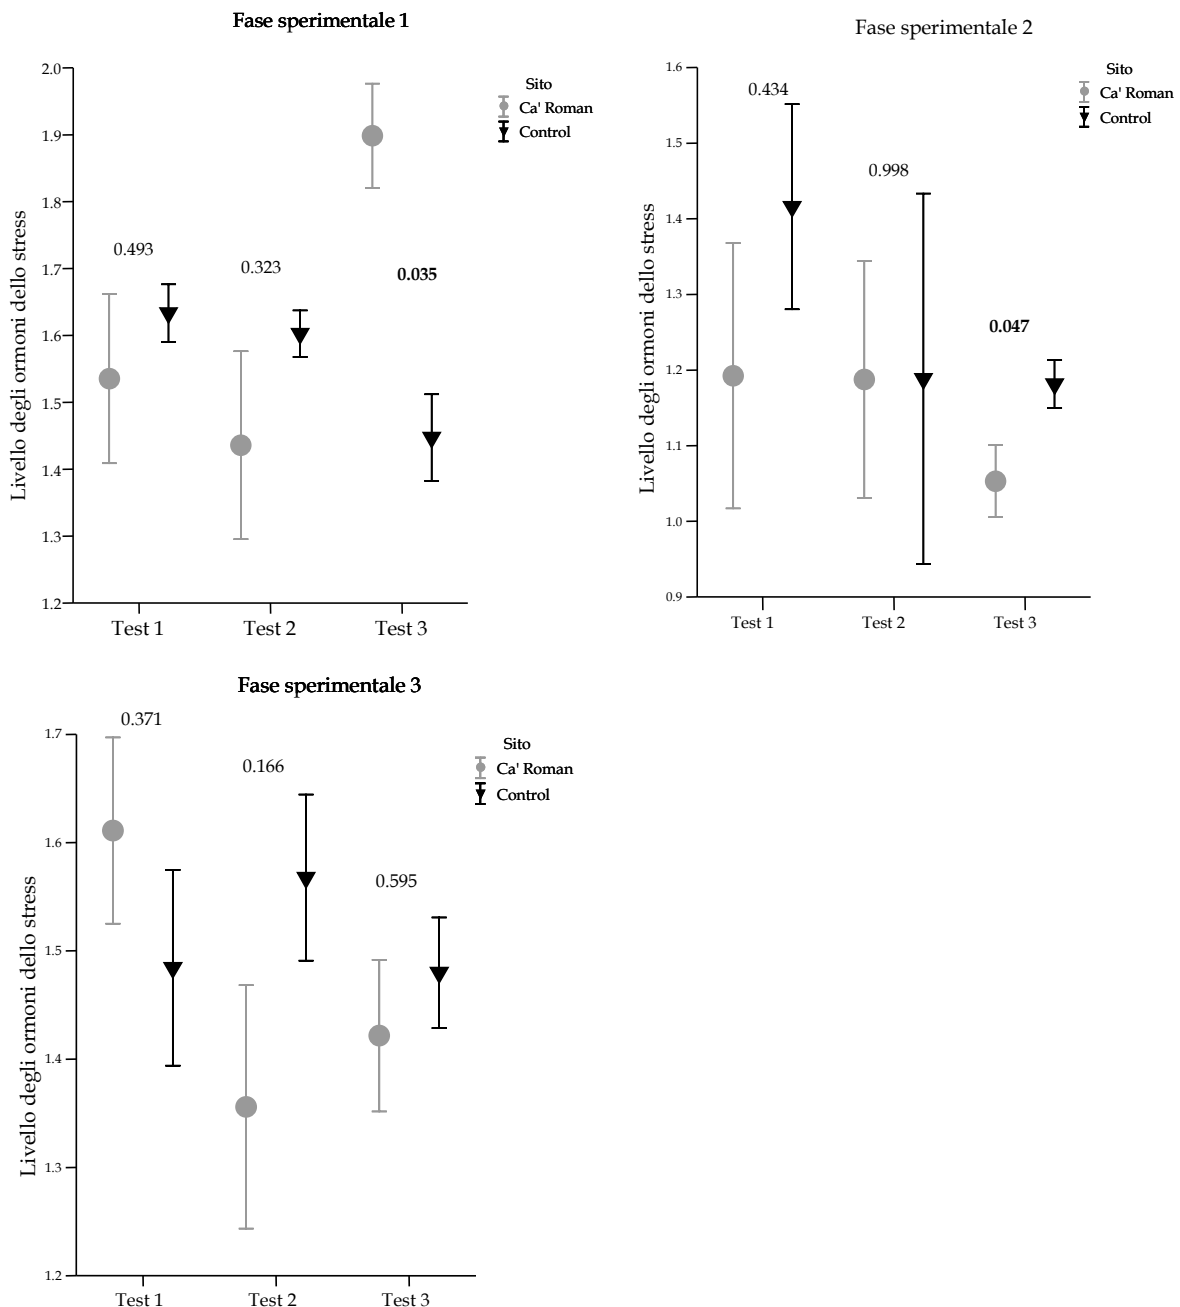 Fase sperimentale 1
Livello degli ormoni dello stress
2.0
1.9
1.8
1.7
1.6
1.5
1.4
1.3
1.2
0.493
0.323
0.035
Test 1 Test 2 Test 3
Sito
Ca' Roman
Control
Fase sperimentale 2
Livello degli ormoni dello stress
1.6
1.5
1.4
1.3
1.2
1.1
1.0
0.9
0.434
0.998
0.047
Test 1 Test 2 Test 3
Sito
Ca' Roman
Control
Fase sperimentale 3
Livello degli ormoni dello stress
1.7
1.6
1.5
1.4
1.3
1.2
0.371
0.166
0.595
Test 1 Test 2 Test 3
Sito
Ca' Roman
Control